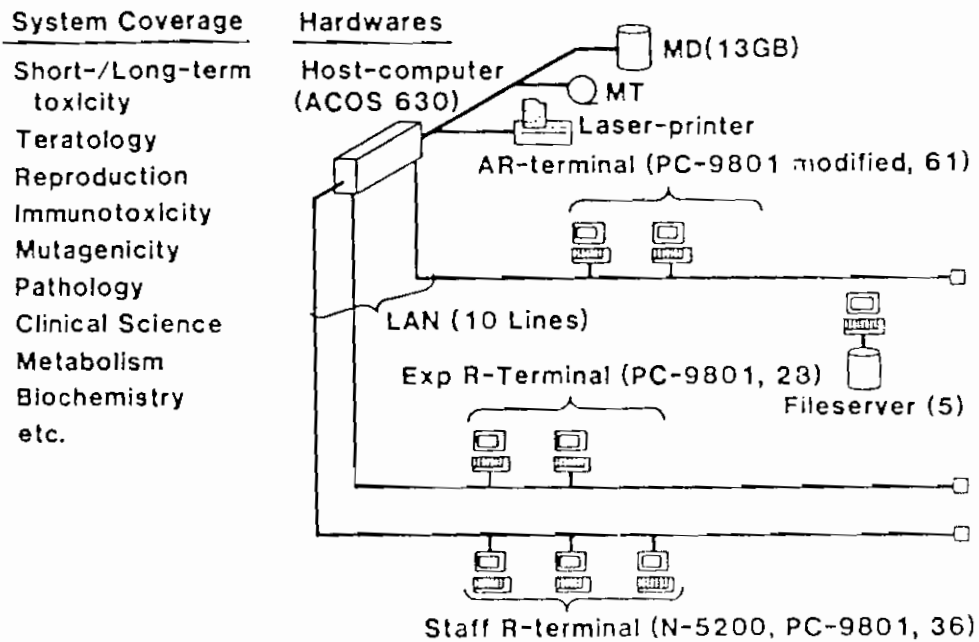 System Coverage
Short-/Long-term
toxicity
Teratology
Reproduction
Immunotoxicity
Mutagenicity
Pathology
Clinical Science
Metabolism
Biochemistry
etc.
Hardwares
Host-computer
(ACOS 630)
MD(13GB)
MT
Laser-printer
AR-terminal (PC-9801 modified, 61)
LAN (10 Lines)
Exp R-Terminal (PC-9801, 23)
Fileserver (5)
Staff R-terminal (N-5200, PC-9801, 36)